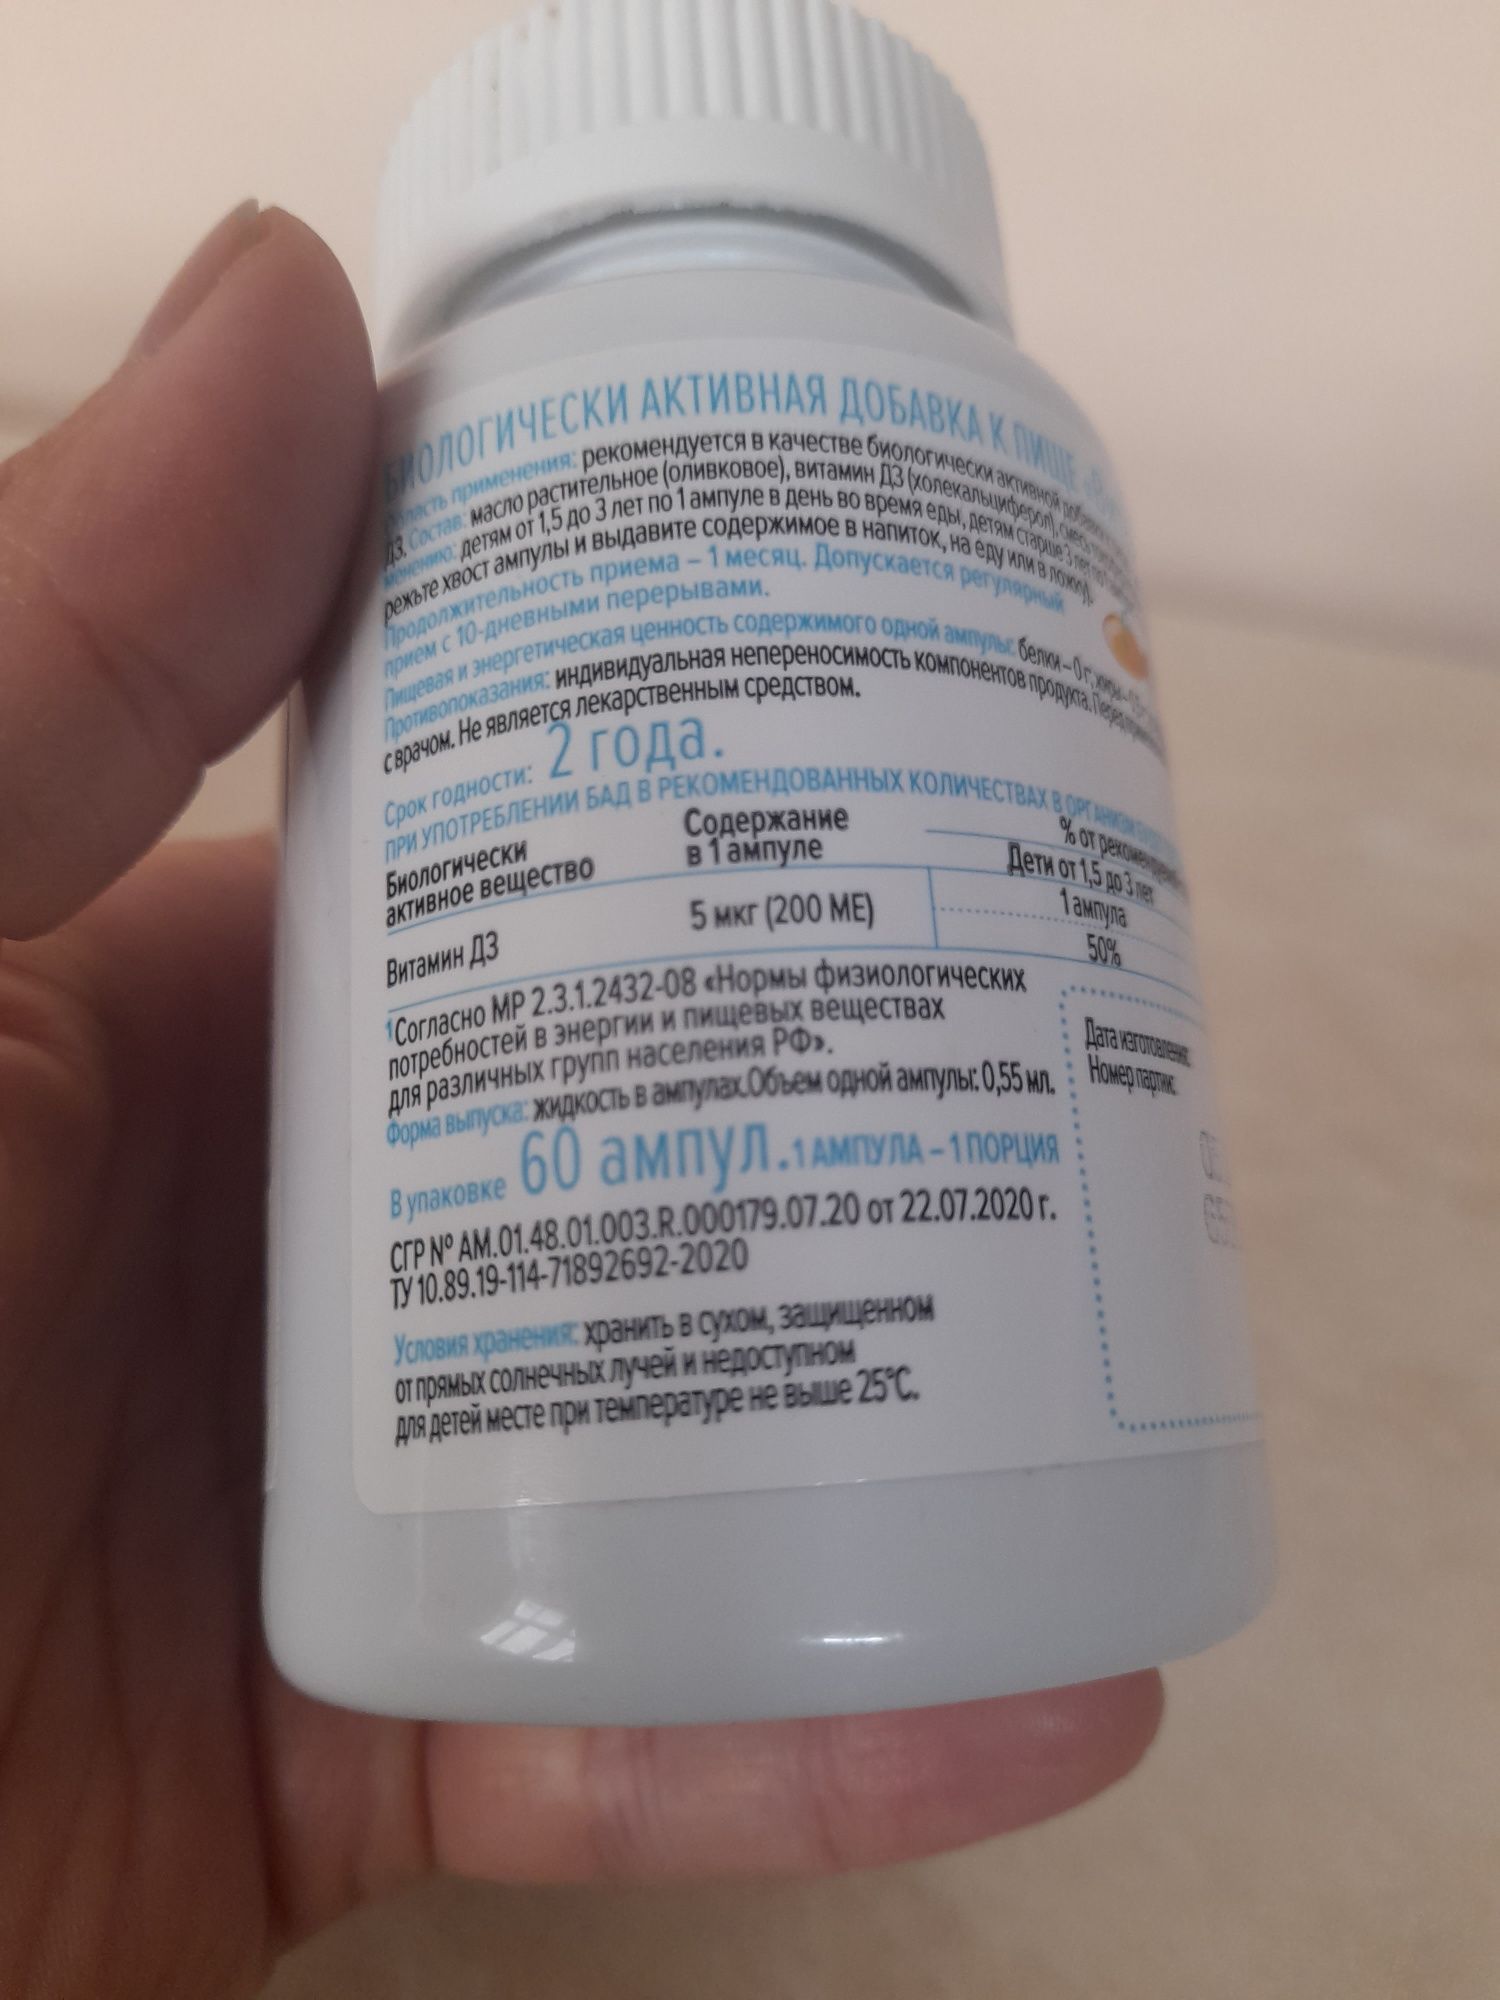 БИОЛОГИЧЕСКИ АКТИВНАЯ ДОБАВКА К ПИЩЕ
Область применения: рекомендуется в качестве биологически активной добавки
Д3. Состав: масло растительное (оливковое), витамин Д3 (холекальциферол), смесь
менению: детям от 1,5 до 3 лет по 1 ампуле в день во время еды, детям старше 3 лет по
режьте хвост ампулы и выдавите содержимое в напиток, на еду или в ложку).
Продолжительность приема – 1 месяц. Допускается регулярный
прием с 10-дневными перерывами.
Пищевая и энергетическая ценность содержимого одной ампулы: белки – 0 г; жиры –
Противопоказания: индивидуальная непереносимость компонентов продукта. Перед
с врачом. Не является лекарственным средством.
Срок годности: 2 года.
ПРИ УПОТРЕБЛЕНИИ БАД В РЕКОМЕНДОВАННЫХ КОЛИЧЕСТВАХ В ОРГАНИЗМ
Биологически
активное вещество
Содержание
в 1 ампуле
% от
Дети от 1,5 до 3 лет
1 ампула
Витамин Д3 5 мкг (200 МЕ) 50%
1Согласно МР 2.3.1.2432-08 «Нормы физиологических
потребностей в энергии и пищевых веществах
для различных групп населения РФ».
Форма выпуска: жидкость в ампулах.Объем одной ампулы: 0,55 мл.
В упаковке 60 ампул.1 АМПУЛА – 1 ПОРЦИЯ
СГР № AM.01.48.01.003.R.000179.07.20 от 22.07.2020 г.
ТУ 10.89.19-114-71892692-2020
Условия хранения: хранить в сухом, защищенном
от прямых солнечных лучей и недоступном
для детей месте при температуре не выше 25°С.
Дата изготовления:
Номер партии: